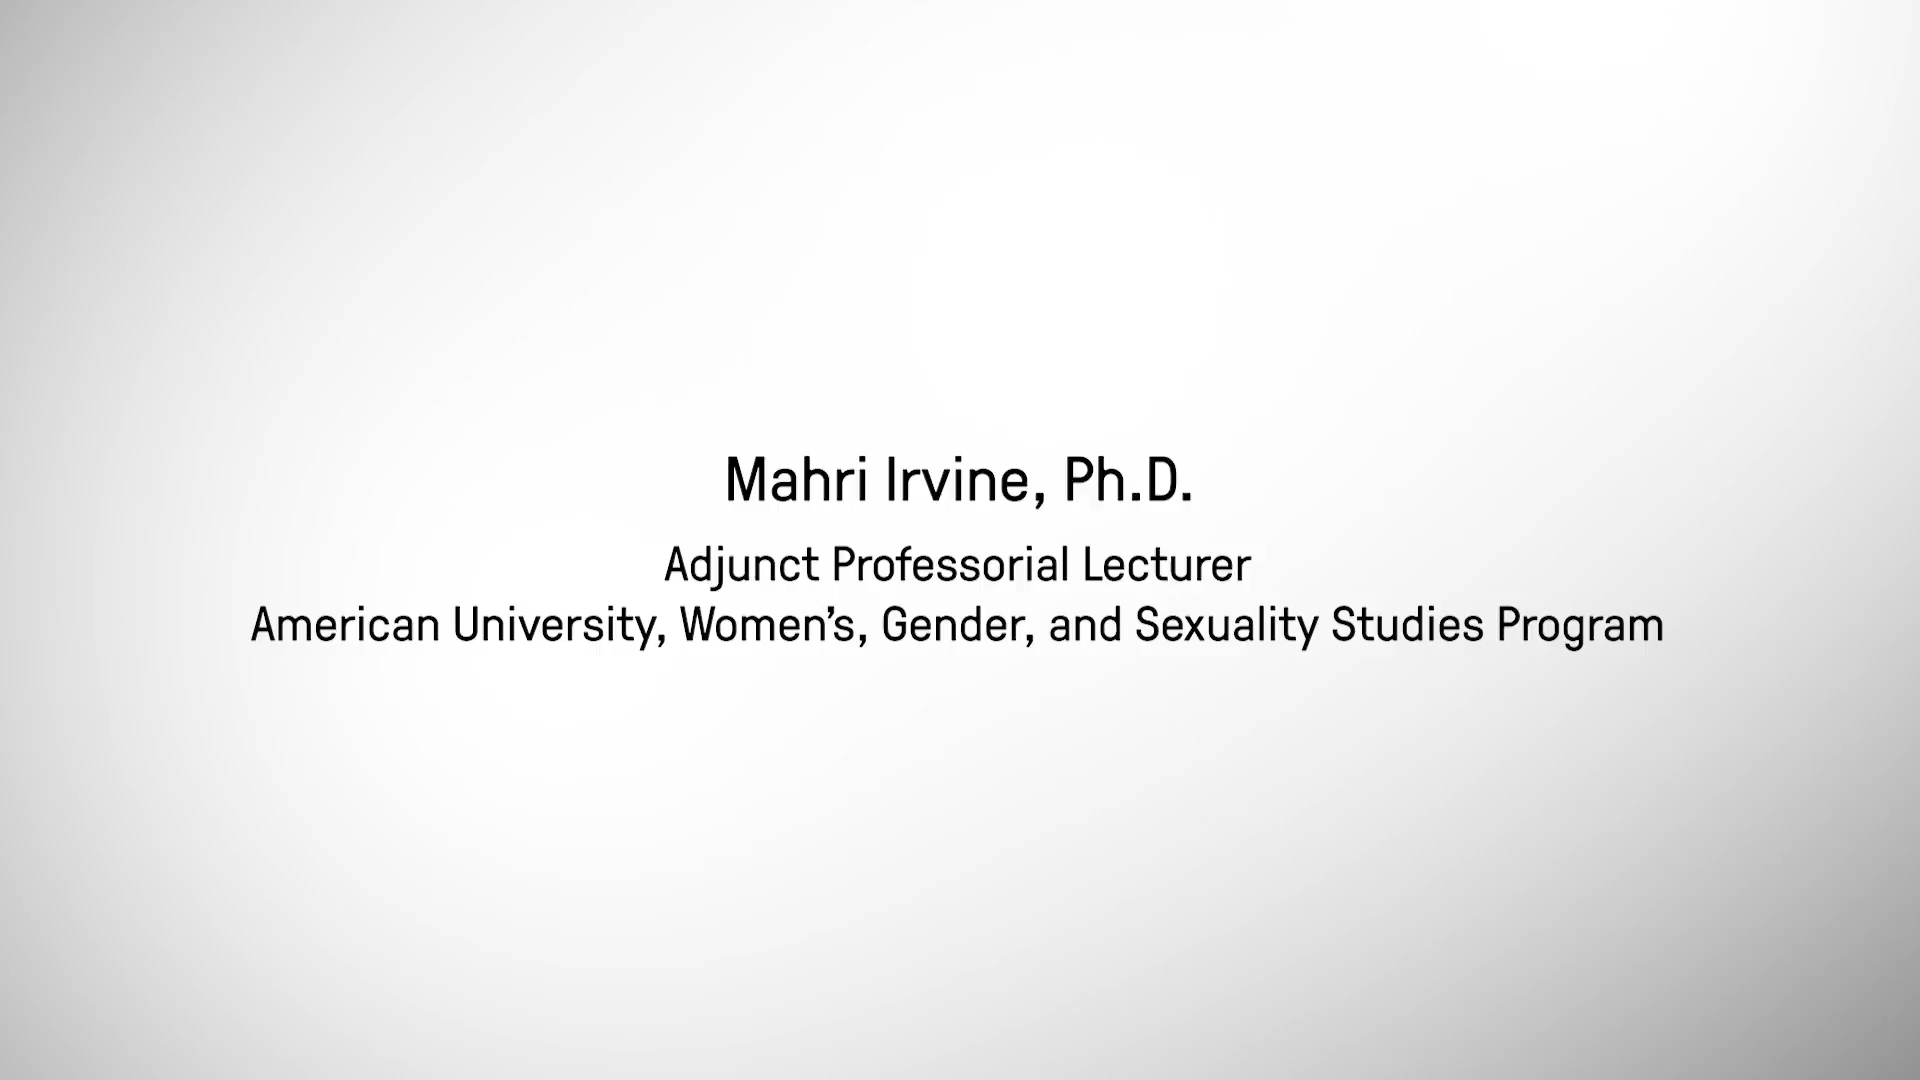 Mahri Irvine, Ph.D.
Adjunct Professorial Lecturer
American University, Women’s, Gender, and Sexuality Studies Program